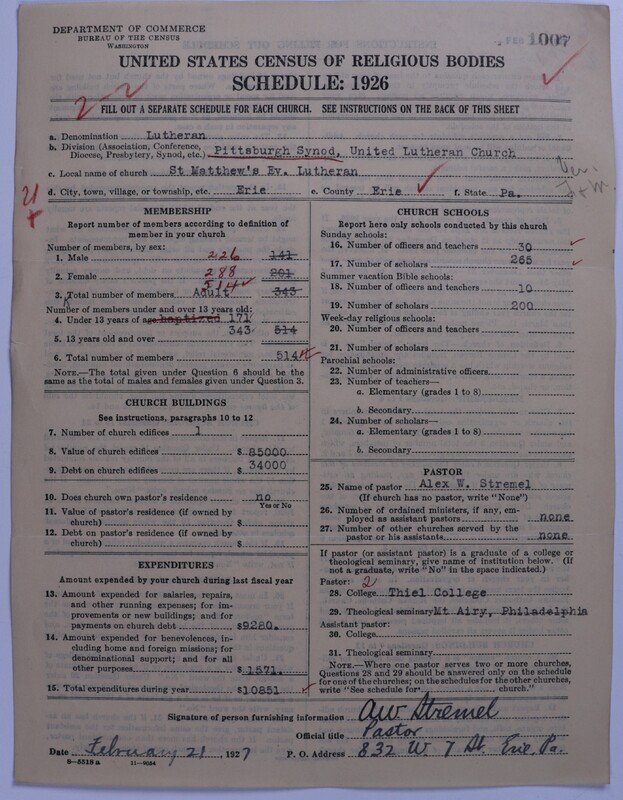 DEPARTMENT OF COMMERCE
BUREAU OF THE CENSUS
WASHINGTON
1007
UNITED STATES CENSUS OF RELIGIOUS BODIES
SCHEDULE: 1926
2-2
FILL OUT A SEPARATE SCHEDULE FOR EACH CHURCH. SEE INSTRUCTIONS ON THE BACK OF THIS SHEET
a. Denomination Lutheran
b. Division (Association, Conference, Diocese, Presbytery, Synod, etc.) Pittsburgh Synod, United Lutheran Church
c. Local name of church St Matthew's Ev. Lutheran
d. City, town, village, or township, etc. Erie e. County Erie f. State Pa.
21
MEMBERSHIP
Report number of members according to definition of
member in your church
Number of members, by sex:
1. Male 226 141
2. Female 288 201
514
3. Total number of members Adult 343
Number of members under and over 13 years old:
4. Under 13 years of age baptized 171
5. 13 years old and over 343 514
6. Total number of members 514
NOTE.—The total given under Question 6 should be
same as the total of males and females given under Question 3.
CHURCH BUILDINGS
See instructions, paragraphs 10 to 12
7. Number of church edifices 1
8. Value of church edifices $ 85000
9. Debt on church edifices $ 34000
10. Does church own pastor's residence no
Yes or No
11. Value of pastor's residence (if owned by
church) $
12. Debt on pastor's residence (if owned by
church) $
EXPENDITURES
Amount expended by your church during last fiscal year
13. Amount expended for salaries, repairs,
and other running expenses; for im-
provements or new buildings; and for
payments on church debt $9280.
14. Amount expended for benevolences, in-
cluding home and foreign missions; for
denominational support; and for all
other purposes $ 1571.
15. Total expenditures during year $10851
CHURCH SCHOOLS
Report here only schools conducted by this church
Sunday schools:
16. Number of officers and teachers 30
17. Number of scholars 265
Summer vacation Bible schools:
18. Number of officers and teachers 10
19. Number of scholars 200
Week-day religious schools:
20. Number of officers and teachers
21. Number of scholars
Parochial schools:
22. Number of administrative officers
23. Number of teachers—
a. Elementary (grades 1 to 8)
b. Secondary
24. Number of scholars—
a. Elementary (grades 1 to 8)
b. Secondary
PASTOR
25. Name of pastor Alex W. Stremel
(If church has no pastor, write "None")
26. Number of ordained ministers, if any, em-
ployed as assistant pastors none
27. Number of other churches served by the
pastor or his assistants none
If pastor (or assistant pastor) is a graduate of a college or
theological seminary, give name of institution below. (If
not a graduate, write "No" in the space indicated.)
Pastor: 2
28. College Thiel College
29. Theological seminary Mt Airy, Philadelphia
Assistant pastor:
30. College
31. Theological seminary
NOTE.—Where one pastor serves two or more churches,
Questions 28 and 29 should be answered only on the schedule
for one of the churches; on the schedules for the other churches,
write "See schedule for church."
Signature of person furnishing information AW Stremel
Official title Pastor
Date February 21, 1927 P. O. Address 832 W. 7 St. Erie, Pa.
8-5518 a 11-9084